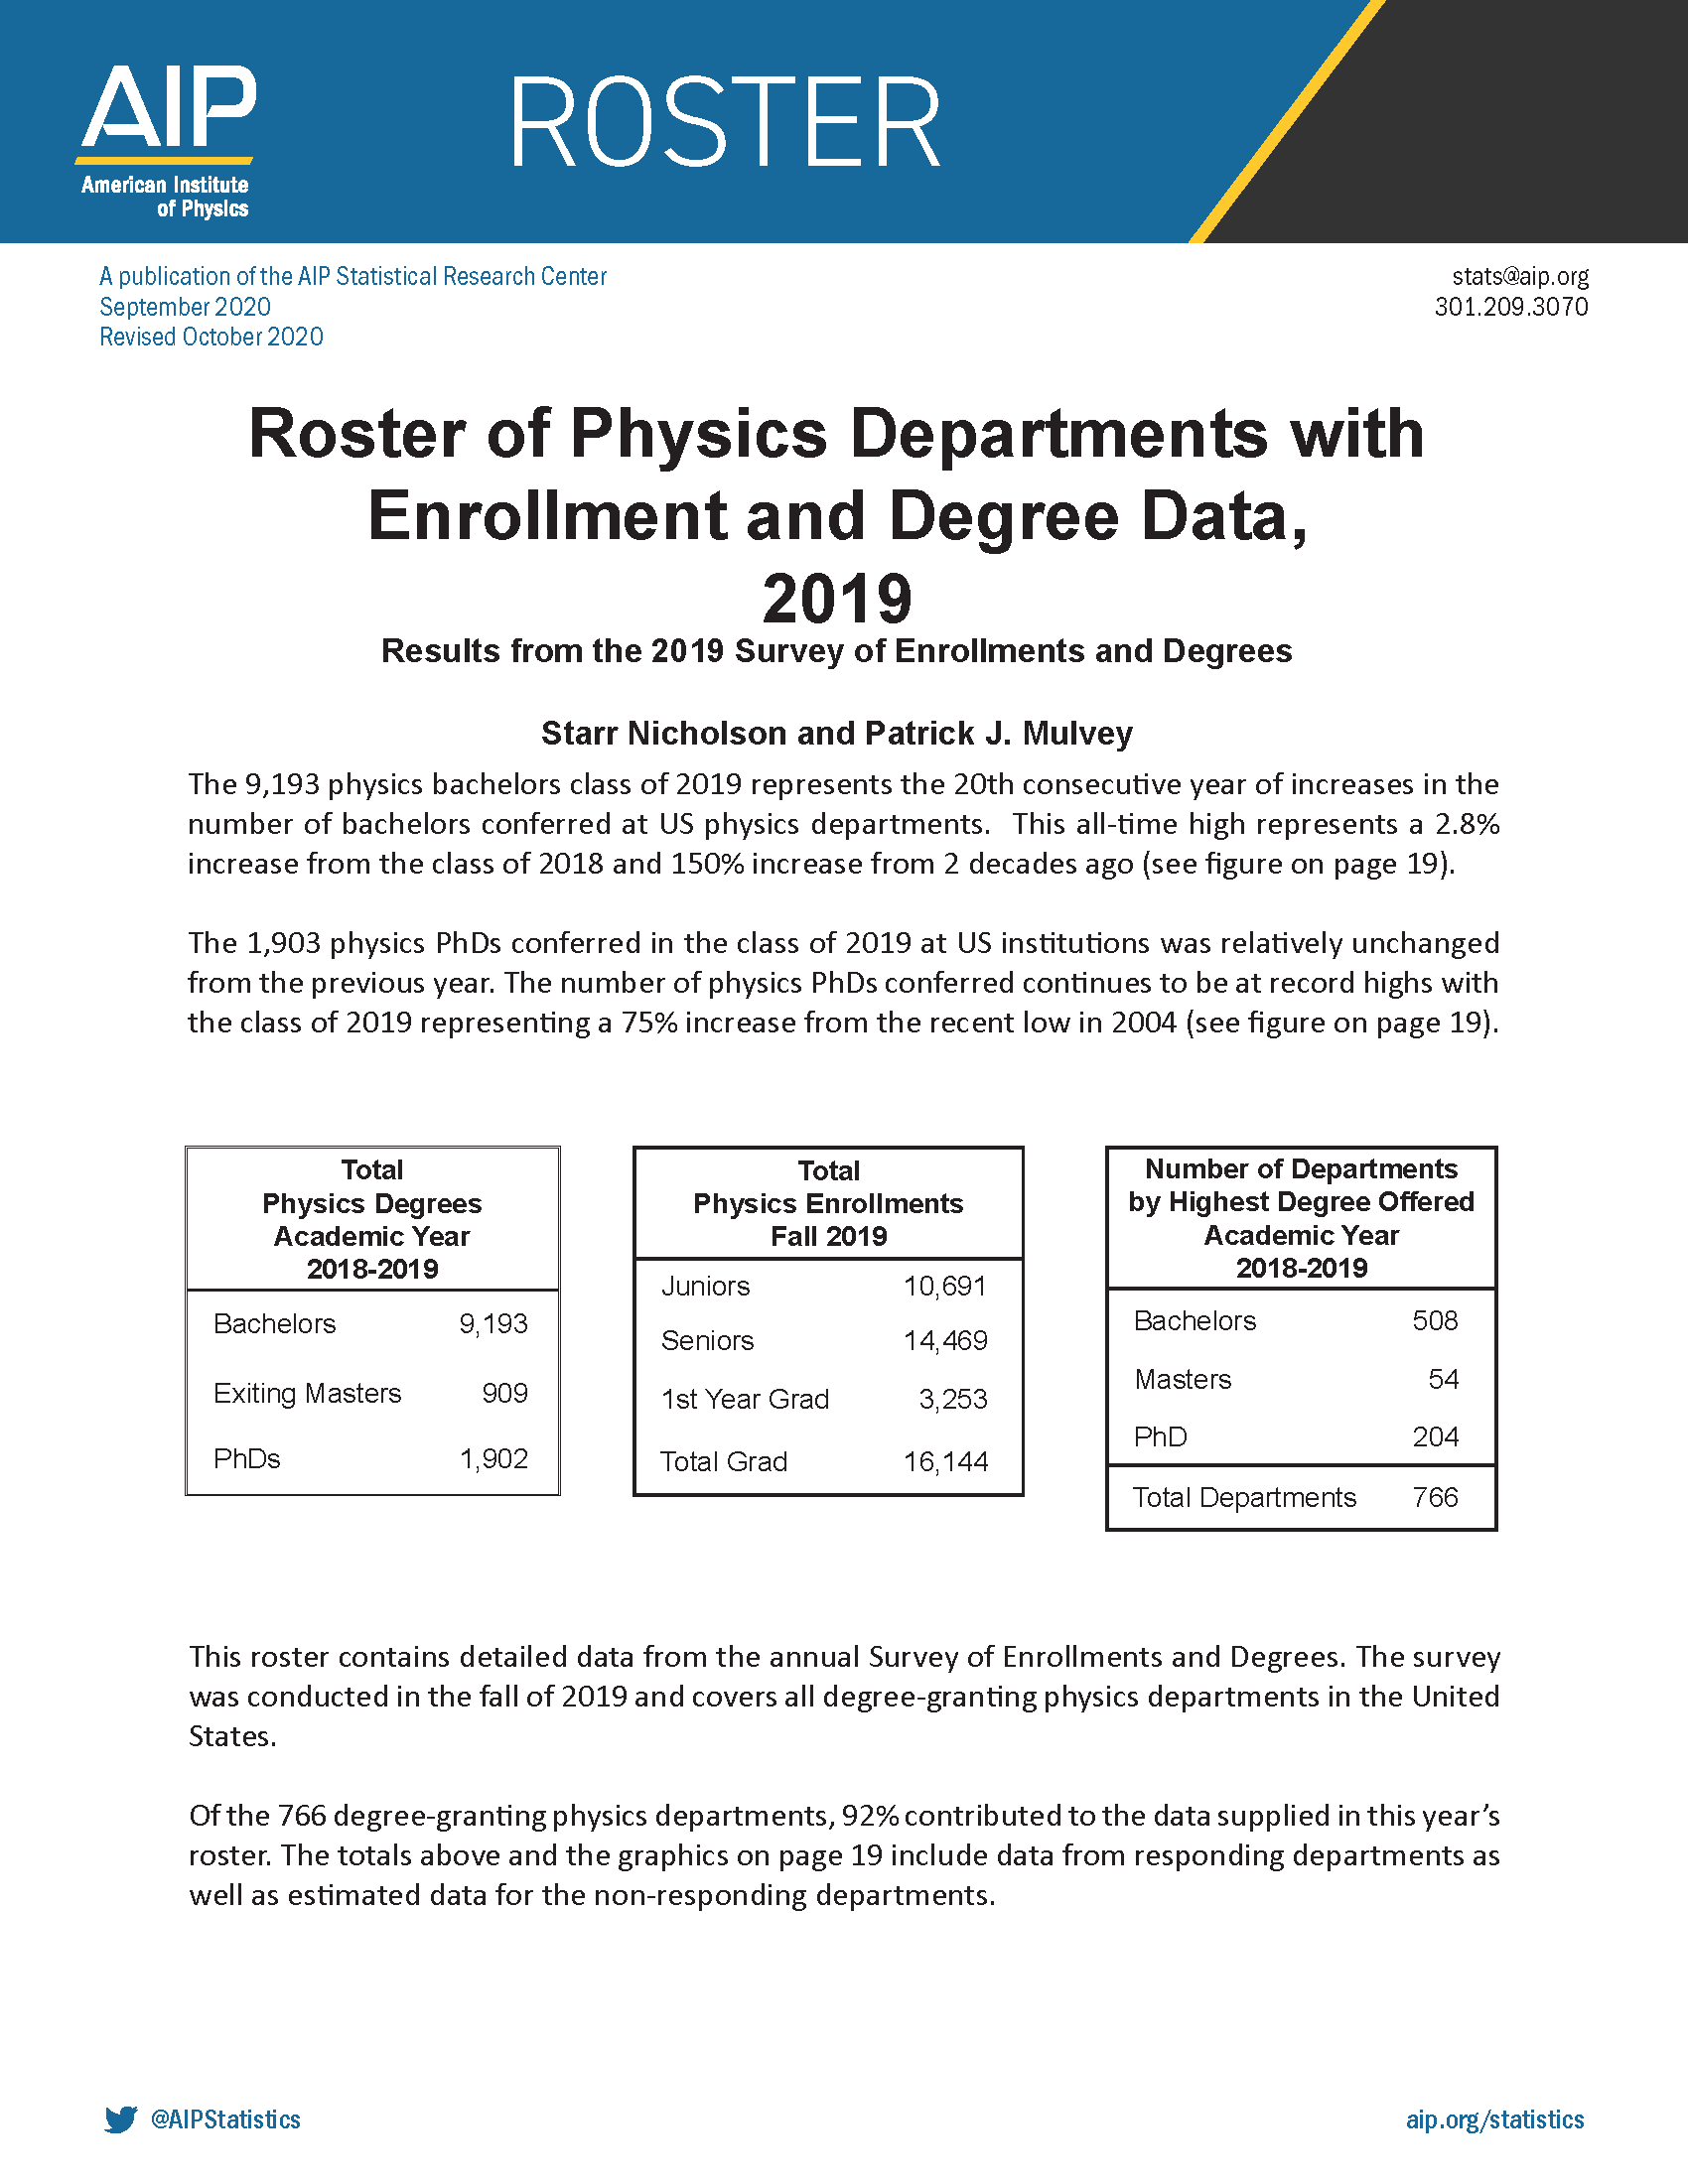 AIP
American Institute
of Physics
ROSTER
A publication of the AIP Statistical Research Center
September 2020
Revised October 2020
stats@aip.org
301.209.3070
Roster of Physics Departments with
Enrollment and Degree Data,
2019
Results from the 2019 Survey of Enrollments and Degrees
Starr Nicholson and Patrick J. Mulvey
The 9,193 physics bachelors class of 2019 represents the 20th consecutive year of increases in the
number of bachelors conferred at US physics departments.  This all-time high represents a 2.8%
increase from the class of 2018 and 150% increase from 2 decades ago (see figure on page 19).
The 1,903 physics PhDs conferred in the class of 2019 at US institutions was relatively unchanged
from the previous year. The number of physics PhDs conferred continues to be at record highs with
the class of 2019 representing a 75% increase from the recent low in 2004 (see figure on page 19).
Total
Physics Degrees
Academic Year
2018-2019
Bachelors 9,193
Exiting Masters 909
PhDs 1,902
Total
Physics Enrollments
Fall 2019
Juniors 10,691
Seniors 14,469
1st Year Grad 3,253
Total Grad 16,144
Number of Departments
by Highest Degree Offered
Academic Year
2018-2019
Bachelors 508
Masters 54
PhD 204
Total Departments 766
This roster contains detailed data from the annual Survey of Enrollments and Degrees. The survey
was conducted in the fall of 2019 and covers all degree-granting physics departments in the United
States.
Of the 766 degree-granting physics departments, 92% contributed to the data supplied in this year’s
roster. The totals above and the graphics on page 19 include data from responding departments as
well as estimated data for the non-responding departments.
@AIPStatistics
aip.org/statistics